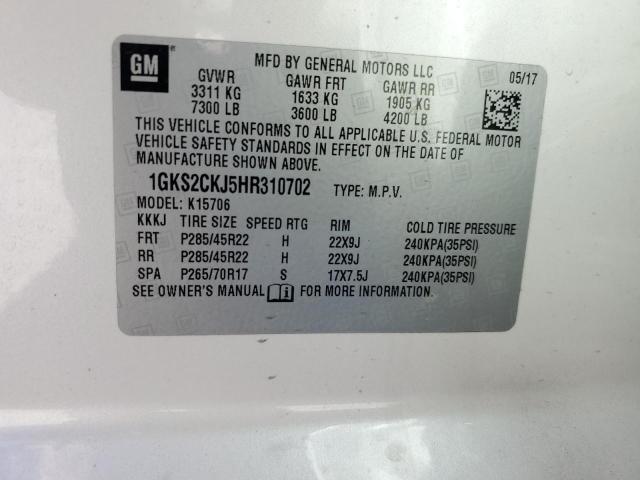 GM
MFD BY GENERAL MOTORS LLC
05/17
GVWR GAWR FRT GAWR RR
3311 KG 1633 KG 1905 KG
7300 LB 3600 LB 4200 LB
THIS VEHICLE CONFORMS TO ALL APPLICABLE U.S. FEDERAL MOTOR
VEHICLE SAFETY STANDARDS IN EFFECT ON THE DATE OF
MANUFACTURE SHOWN ABOVE.
1GKS2CKJ5HR310702 TYPE: M.P.V.
MODEL: K15706
KKKJ TIRE SIZE SPEED RTG RIM COLD TIRE PRESSURE
FRT P285/45R22 H 22X9J 240KPA(35PSI)
RR P285/45R22 H 22X9J 240KPA(35PSI)
SPA P265/70R17 S 17X7.5J 240KPA(35PSI)
SEE OWNER'S MANUAL FOR MORE INFORMATION.